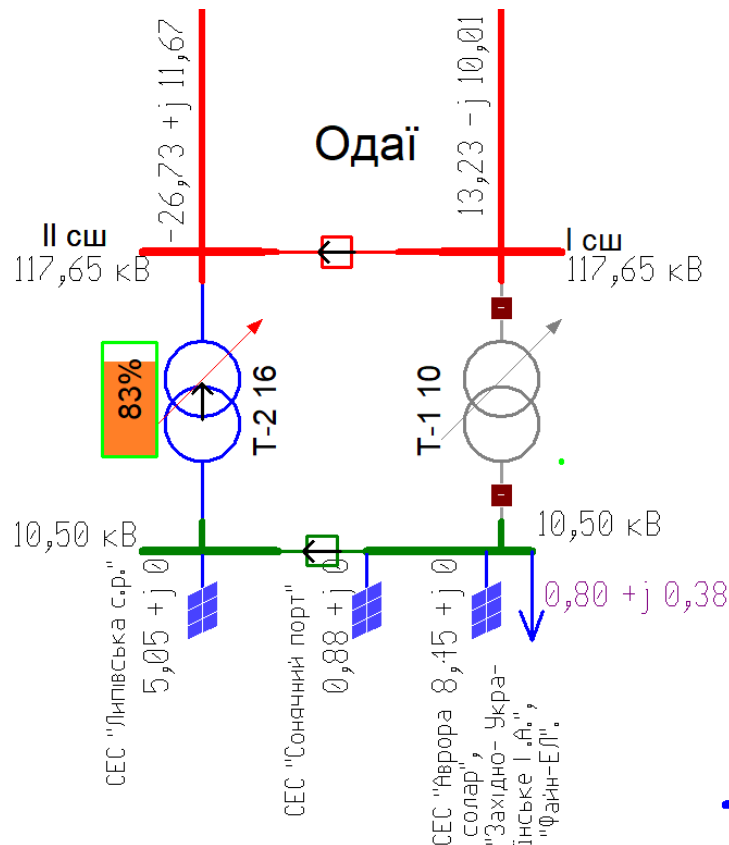 -26,73 +j 11,67
13,23 -j 10,01
Одаї
II сш
117,65 кВ
I сш
117,65 кВ
83%
Т-2 16
Т-1 10
10,50 кВ
10,50 кВ
СЕС "Липівська с.р."
5,05 +j 0
СЕС "Сонячний порт"
0,88 +j 0
СЕС "Аврора
солар",
"Західно- Укра-
їнське І.А.",
"Файн-ЕЛ".
8,45 +j 0
0,80 +j 0,38